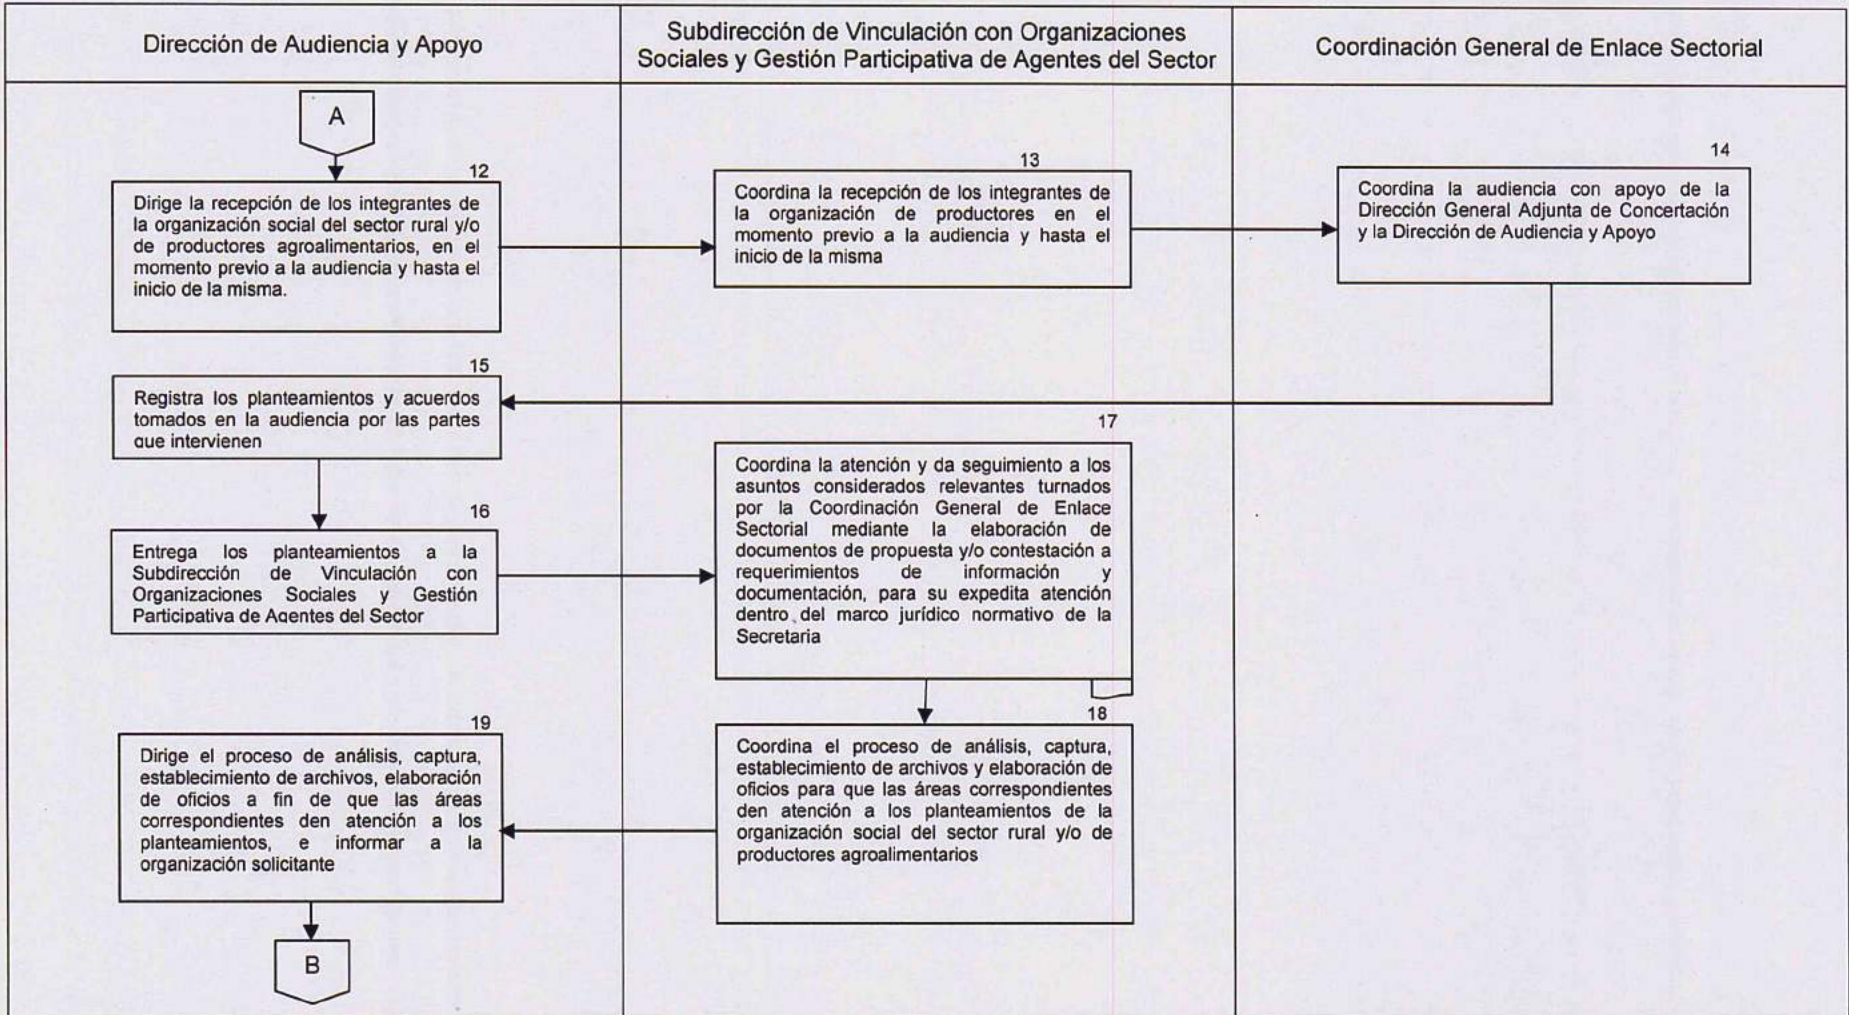 Dirección de Audiencia y Apoyo
Subdirección de Vinculación con Organizaciones
Sociales y Gestión Participativa de Agentes del Sector
Coordinación General de Enlace Sectorial
A
12
Dirige la recepción de los integrantes de
la organización social del sector rural y/o
de productores agroalimentarios, en el
momento previo a la audiencia y hasta el
inicio de la misma.
13
Coordina la recepción de los integrantes de
la organización de productores en el
momento previo a la audiencia y hasta el
inicio de la misma
14
Coordina la audiencia con apoyo de la
Dirección General Adjunta de Concertación
y la Dirección de Audiencia y Apoyo
15
Registra los planteamientos y acuerdos
tomados en la audiencia por las partes
que intervienen
16
Entrega los planteamientos a la
Subdirección de Vinculación con
Organizaciones Sociales y Gestión
Participativa de Agentes del Sector
17
Coordina la atención y da seguimiento a los
asuntos considerados relevantes turnados
por la Coordinación General de Enlace
Sectorial mediante la elaboración de
documentos de propuesta y/o contestación a
requerimientos de información y
documentación, para su expedita atención
dentro del marco jurídico normativo de la
Secretaria
18
Coordina el proceso de análisis, captura,
establecimiento de archivos y elaboración de
oficios para que las áreas correspondientes
den atención a los planteamientos de la
organización social del sector rural y/o de
productores agroalimentarios
19
Dirige el proceso de análisis, captura,
establecimiento de archivos, elaboración
de oficios a fin de que las áreas
correspondientes den atención a los
planteamientos, e informar a la
organización solicitante
B